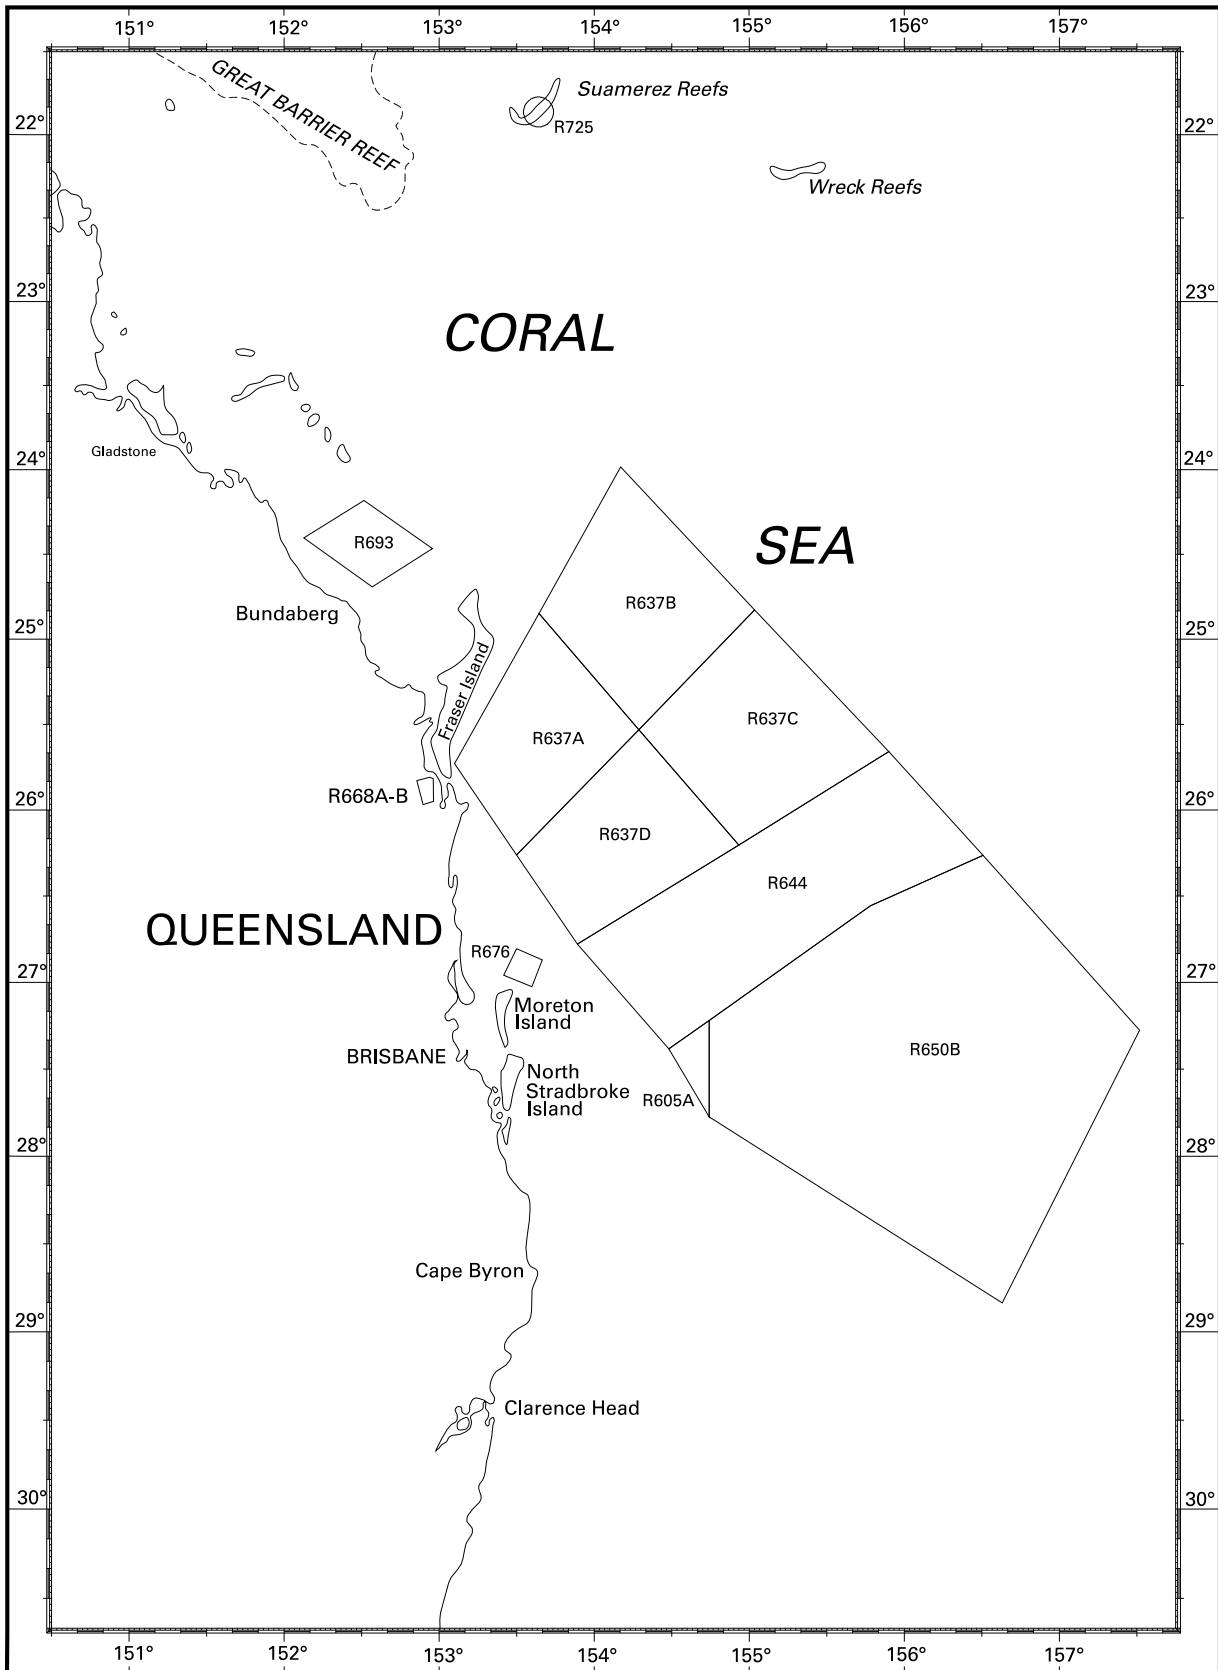 151° 152° 153° 154° 155° 156° 157°
GREAT BARRIER REEF
Suamerez Reefs
R725
22° 22°
Wreck Reefs
23° 23°
CORAL
Gladstone
24° 24°
SEA
R693
R637B
Bundaberg
25° 25°
Fraser Island
R637C
R637A
R668A-B
26° 26°
R637D
R644
QUEENSLAND
R676
27° 27°
Moreton
Island
BRISBANE
R650B
North
Stradbroke
Island
R605A
28° 28°
Cape Byron
29° 29°
Clarence Head
30° 30°
151° 152° 153° 154° 155° 156° 157°